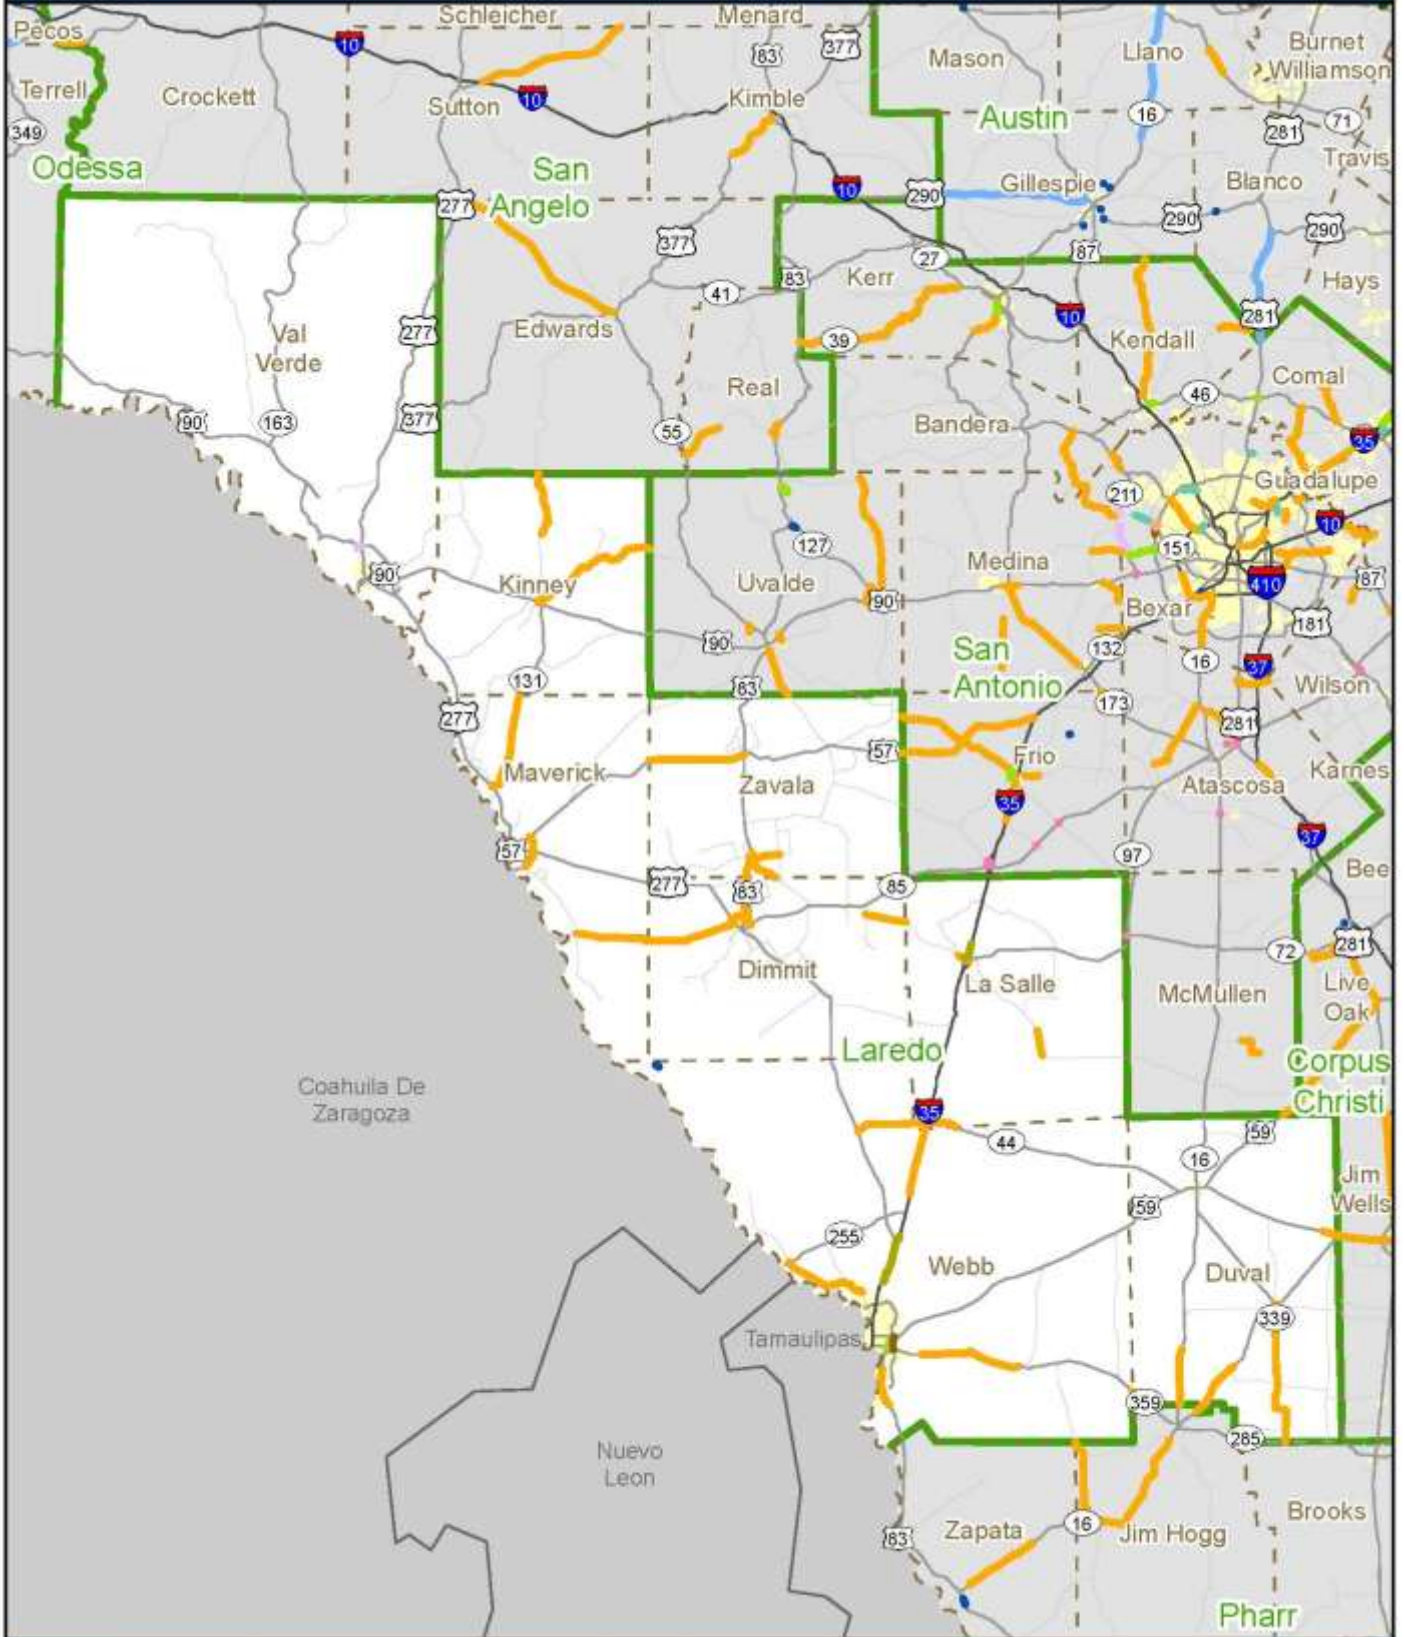 Schleicher
Menard
Pecos
10
83
377
Mason
Llano
Burnet
Williamson
Terrell
Crockett
Sutton
10
Kimble
Austin
16
281
71
349
Odessa
San
Angelo
277
10
290
Gillespie
Blanco
Travis
290
290
377
41
83
27
Kerr
87
Hays
Val
Verde
277
Edwards
39
10
Kendall
281
Real
46
Comal
90
163
377
55
Bandera
35
211
Guadalupe
10
127
151
Medina
90
Kinney
Uvalde
90
410
87
Bexar
181
90
San
Antonio
132
16
37
131
83
173
Wilson
277
281
57
Frio
Maverick
Zavala
Atascosa
Karnes
35
37
57
97
277
83
85
Bee
72
281
Dimmit
La Salle
McMullen
Live
Oak
Laredo
Corpus
Christi
Coahuila De
Zaragoza
35
44
59
16
Jim
Wells
59
255
Webb
Duval
339
Tamaulipas
359
285
Nuevo
Leon
83
Zapata
16
Jim Hogg
Brooks
Pharr